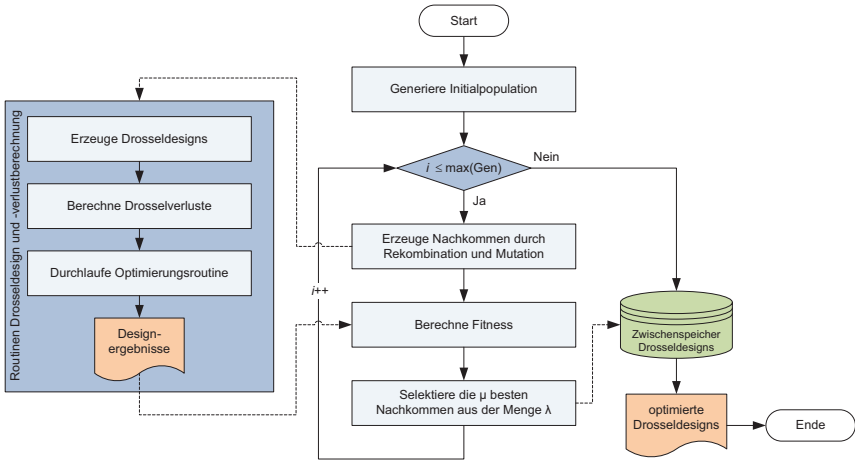 Start
Generiere Initialpopulation
i ≤ max(Gen)
Nein
Ja
Erzeuge Nachkommen durch
Rekombination und Mutation
Berechne Fitness
Selektiere die μ besten
Nachkommen aus der Menge λ
i++
Routinen Drosseldesign und -verlustberechnung
Erzeuge Drosseldesigns
Berechne Drosselverluste
Durchlaufe Optimierungsroutine
Design-
ergebnisse
Zwischenspeicher
Drosseldesigns
optimierte
Drosseldesigns
Ende